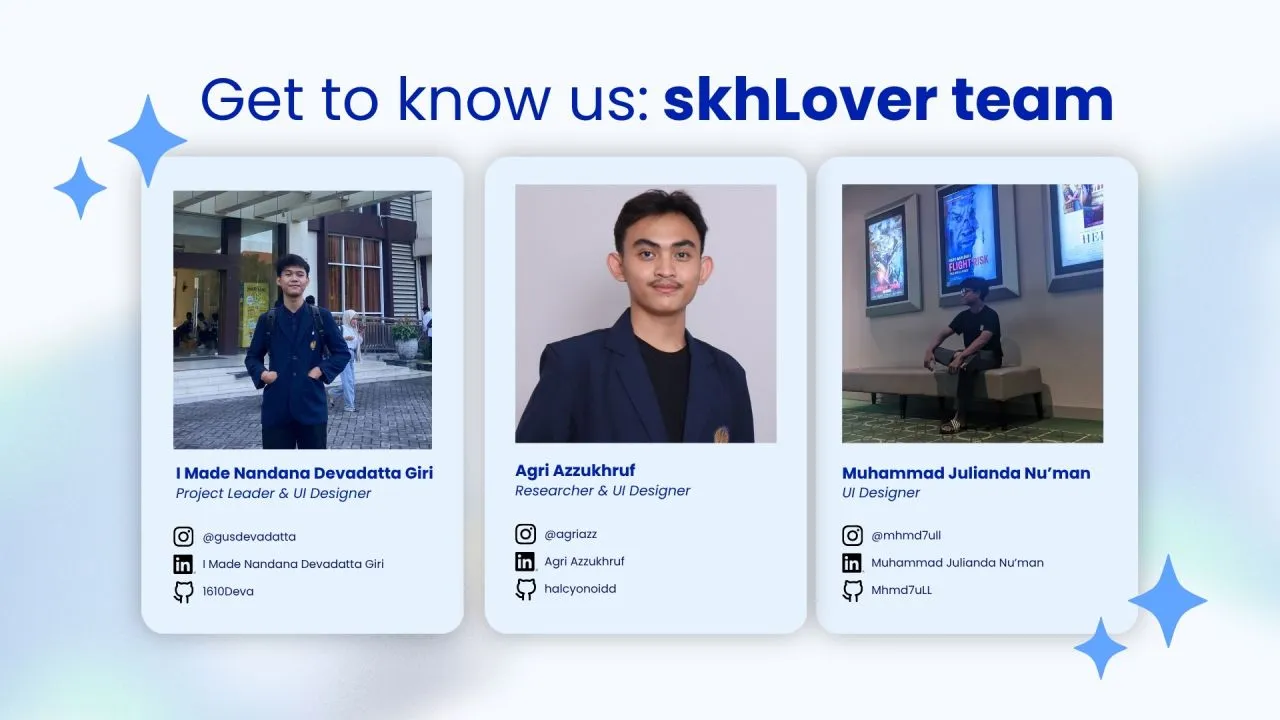 Get to know us: skhLover team
I Made Nandana Devadatta Giri
Project Leader & UI Designer
@gusdevadatta
I Made Nandana Devadatta Giri
1610Deva
Agri Azzukhruf
Researcher & UI Designer
@agriazz
Agri Azzukhruf
halcyonoidd
FLIGHT RISK
Muhammad Julianda Nu’man
UI Designer
@mhmd7ull
Muhammad Julianda Nu’man
Mhmd7uLL